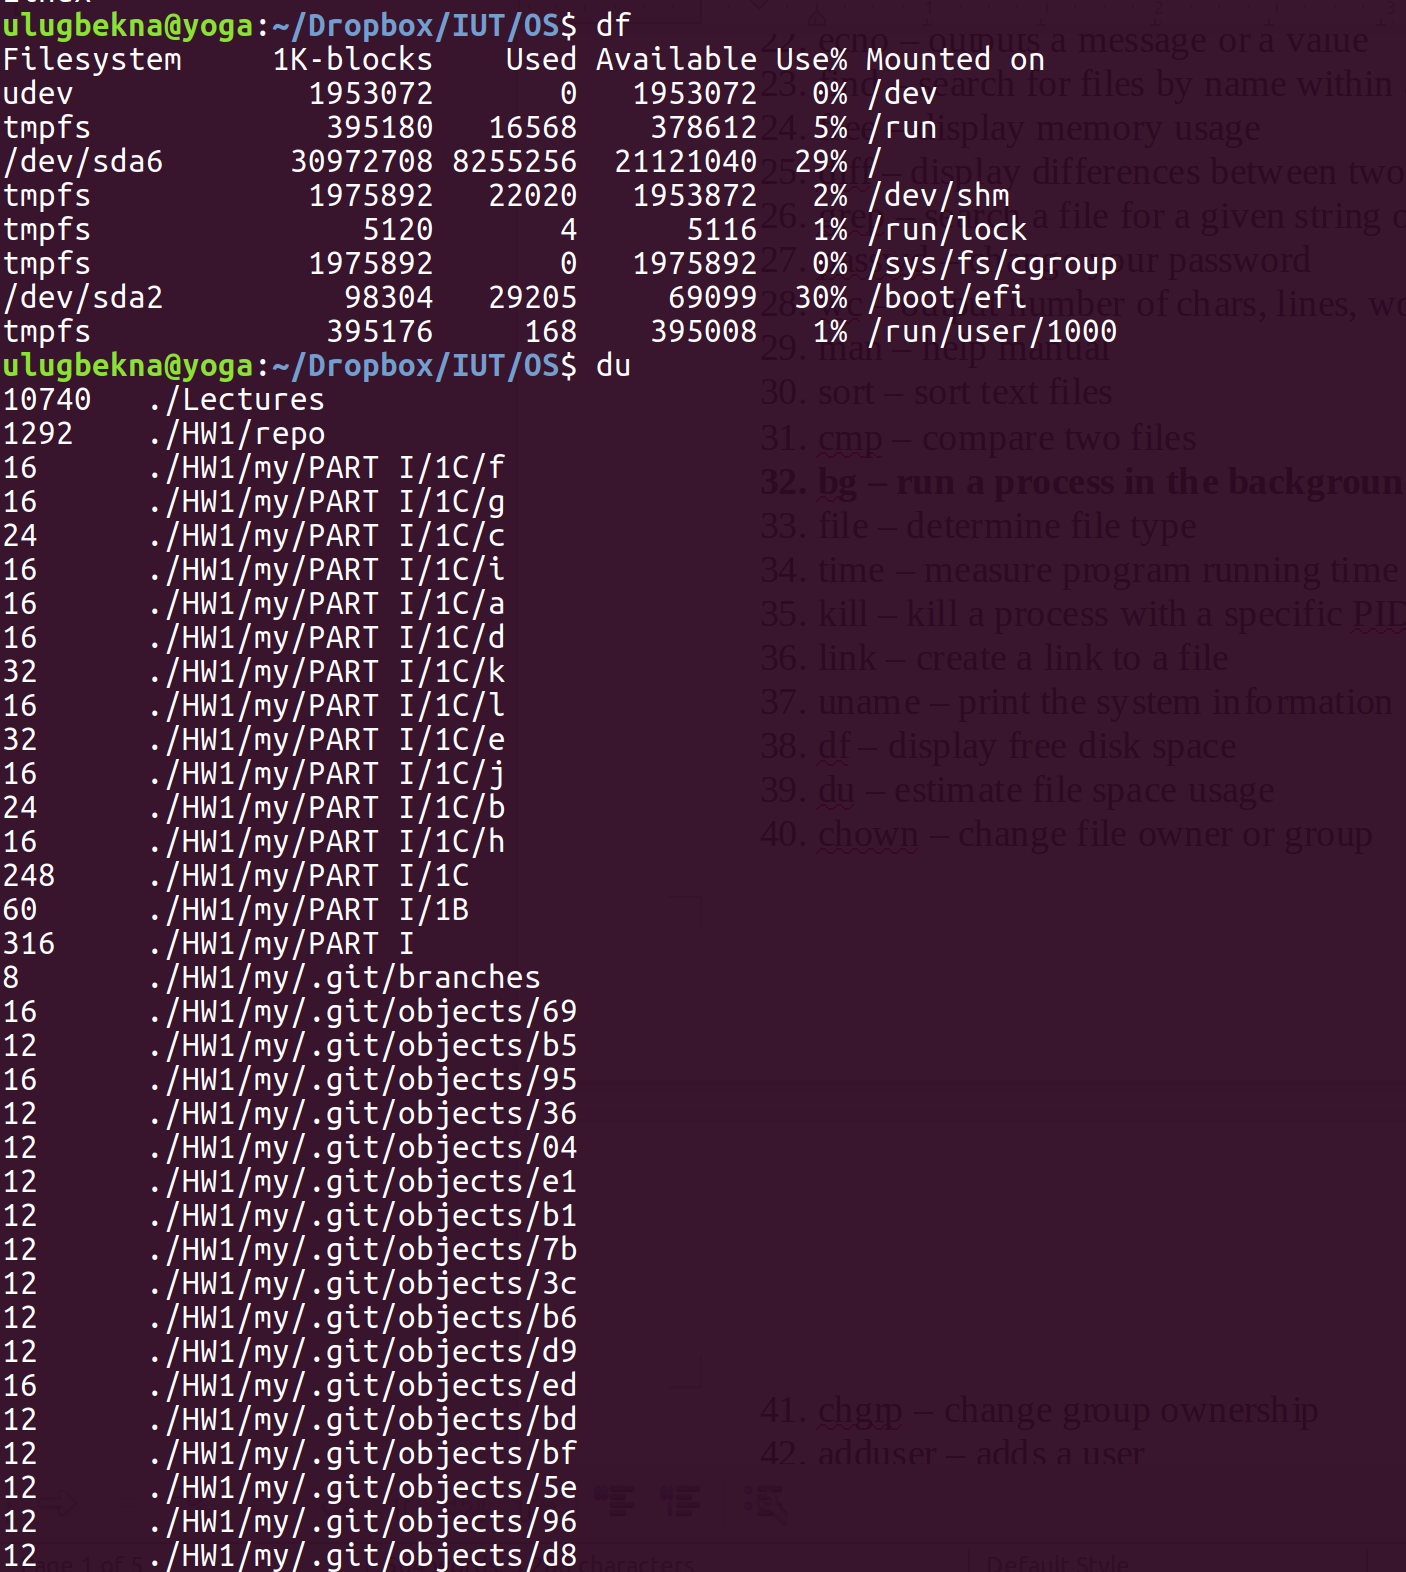 ulugbekna@yoga:~/Dropbox/IUT/OS$ df
Filesystem     1K-blocks    Used Available Use% Mounted on
udev             1953072       0   1953072   0% /dev
tmpfs             395180   16568    378612   5% /run
/dev/sda6       30972708 8255256  21121040  29% /
tmpfs            1975892   22020   1953872   2% /dev/shm
tmpfs               5120       4      5116   1% /run/lock
tmpfs            1975892       0   1975892   0% /sys/fs/cgroup
/dev/sda2          98304   29205     69099  30% /boot/efi
tmpfs             395176     168    395008   1% /run/user/1000
ulugbekna@yoga:~/Dropbox/IUT/OS$ du
10740   ./Lectures
1292    ./HW1/repo
16      ./HW1/my/PART I/1C/f
16      ./HW1/my/PART I/1C/g
24      ./HW1/my/PART I/1C/c
16      ./HW1/my/PART I/1C/i
16      ./HW1/my/PART I/1C/a
16      ./HW1/my/PART I/1C/d
32      ./HW1/my/PART I/1C/k
16      ./HW1/my/PART I/1C/l
32      ./HW1/my/PART I/1C/e
16      ./HW1/my/PART I/1C/j
24      ./HW1/my/PART I/1C/b
16      ./HW1/my/PART I/1C/h
248     ./HW1/my/PART I/1C
60      ./HW1/my/PART I/1B
316     ./HW1/my/PART I
8       ./HW1/my/.git/branches
16      ./HW1/my/.git/objects/69
12      ./HW1/my/.git/objects/b5
16      ./HW1/my/.git/objects/95
12      ./HW1/my/.git/objects/36
12      ./HW1/my/.git/objects/04
12      ./HW1/my/.git/objects/e1
12      ./HW1/my/.git/objects/b1
12      ./HW1/my/.git/objects/7b
12      ./HW1/my/.git/objects/3c
12      ./HW1/my/.git/objects/b6
12      ./HW1/my/.git/objects/d9
16      ./HW1/my/.git/objects/ed
12      ./HW1/my/.git/objects/bd
12      ./HW1/my/.git/objects/bf
12      ./HW1/my/.git/objects/5e
12      ./HW1/my/.git/objects/96
12      ./HW1/my/.git/objects/d8
22. echo – outputs a message or a value
23. find – search for files by name within
24. – display memory usage
25. diff – display differences between two
26. grep – search a file for a given string
27. your password
28. wc – output number of chars, lines,
29. man – help manual
30. sort – sort text files
31. cmp – compare two files
32. bg – run a process in the
33. file – determine file type
34. time – measure program running time
35. kill – kill a process with a specific PID
36. link – create a link to a file
37. uname – print the system information
38. df – display free disk space
39. du – estimate file space usage
40. chown – change file owner or group
41. chgrp – change group ownership
42. adduser – adds a user
Page 1 of 5
characters
Default Style